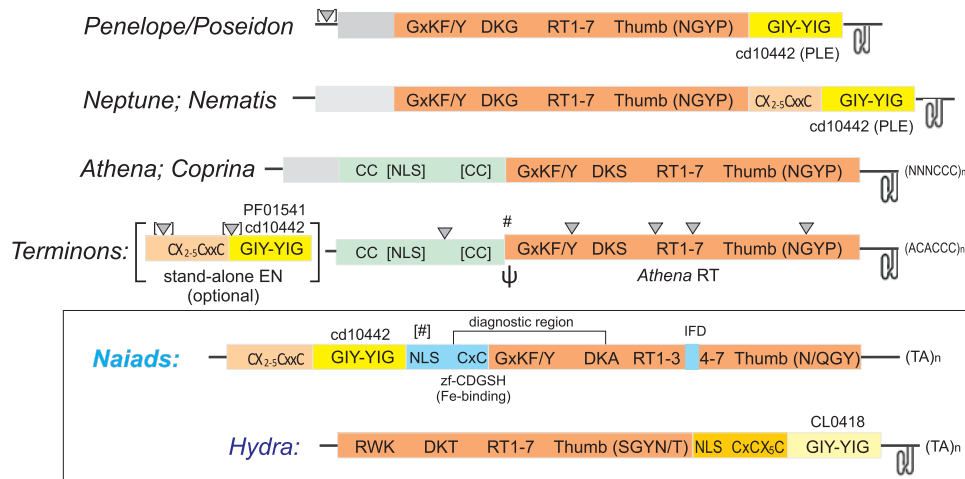 Penelope/Poseidon GxKF/Y DKG RT1-7 Thumb (NGYP) GIY-YIG
cd10442 (PLE)
Neptune; Nematis GxKF/Y DKG RT1-7 Thumb (NGYP) CX2-5CxxC GIY-YIG
cd10442 (PLE)
Athena; Coprina CC [NLS] [CC] GxKF/Y DKS RT1-7 Thumb (NGYP) (NNNCCC)n
PF01541
cd10442 #
Terminons: CX2-5CxxC GIY-YIG CC [NLS] [CC] GxKF/Y DKS RT1-7 Thumb (NGYP) (ACACCC)n
stand-alone EN ψ Athena RT
(optional)
cd10442 [#] diagnostic region IFD
Naiads: CX2-5CxxC GIY-YIG NLS CxC GxKF/Y DKA RT1-3 4-7 Thumb (N/QGY) (TA)n
zf-CDGSH
(Fe-binding)
CL0418
Hydra: RWK DKT RT1-7 Thumb (SGYN/T) NLS CxCX5C GIY-YIG (TA)n